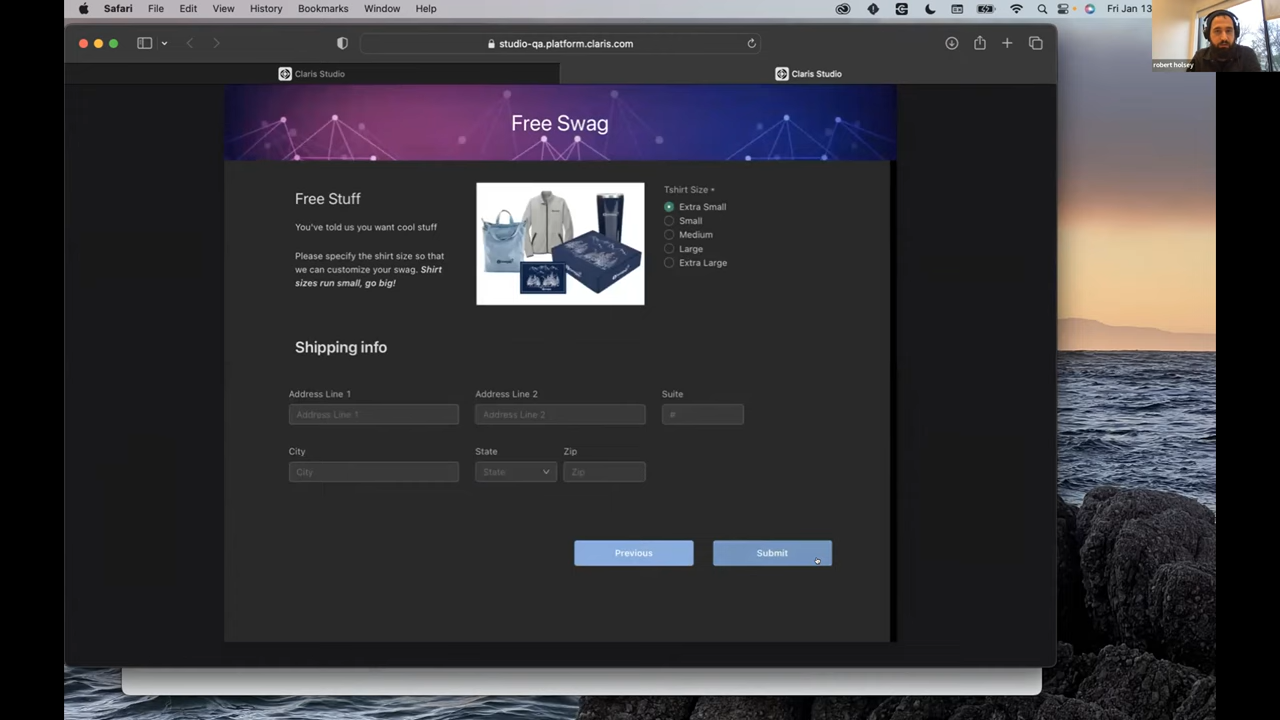 Safari File Edit View History Bookmarks Window Help Fri Jan 13
robert holsey
studio-qa.platform.claris.com
Claris Studio
Claris Studio
Free Swag
Free Stuff
You've told us you want cool stuff
Please specify the shirt size so that
we can customize your swag. Shirt
sizes run small, go big!
Tshirt Size *
Extra Small
Small
Medium
Large
Extra Large
Shipping info
Address Line 1 Address Line 2 Suite
Address Line 1 Address Line 2 #
City State Zip
City State Zip
Previous Submit